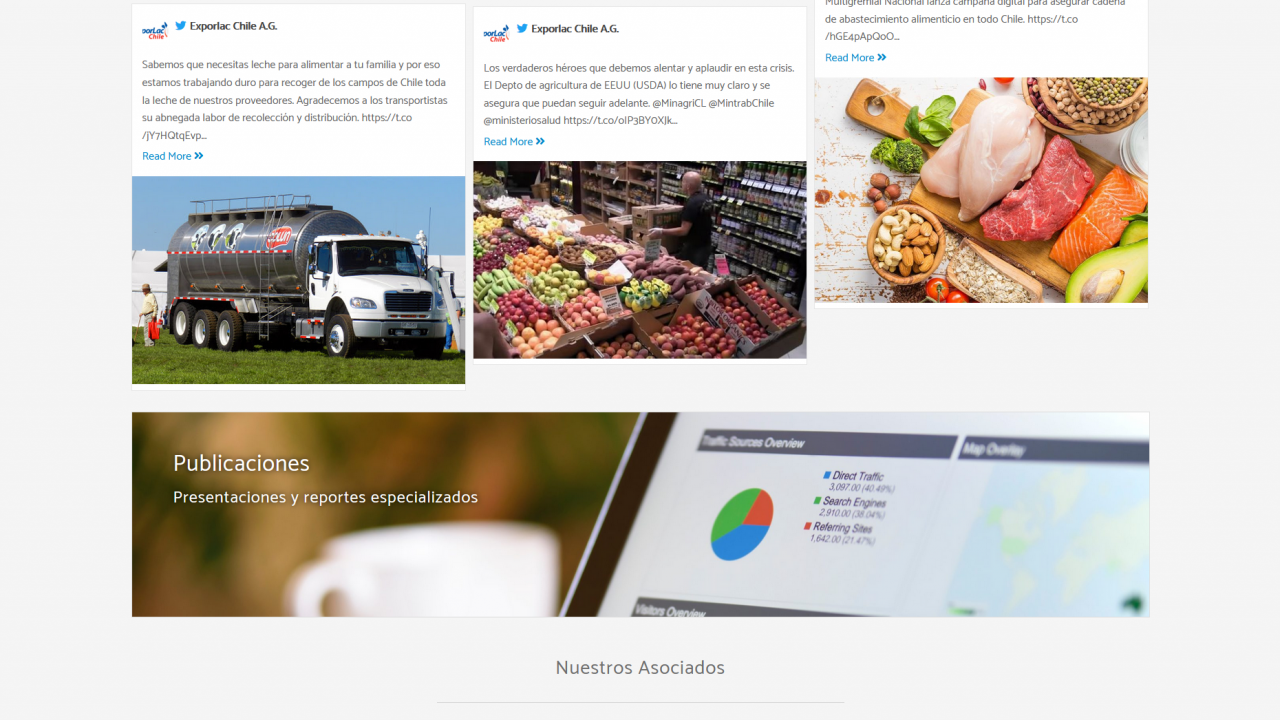 Exporlac Chile A.G.
Sabemos que necesitas leche para alimentar a tu familia y por eso
estamos trabajando duro para recoger de los campos de Chile toda
la leche de nuestros proveedores. Agradecemos a los transportistas
su abnegada labor de recolección y distribución. https://t.co
/jY7HQtqEvp...
Read More
Exporlac Chile A.G.
Los verdaderos héroes que debemos alentar y aplaudir en esta crisis.
El Depto de agricultura de EEUU (USDA) lo tiene muy claro y se
asegura que puedan seguir adelante. @MinagriCL @MintrabChile
@ministeriosalud https://t.co/oIP3BY0XJk...
Read More
Multigremial Nacional lanza campaña digital para asegurar cadena
de abastecimiento alimenticio en todo Chile. https://t.co
/hGE4pApQoO...
Read More
Publicaciones
Presentaciones y reportes especializados
Traffic Sources Overview
Map Overlay
Direct Traffic
3,097.00 (40.49%)
Search Engines
2,910.00 (38.04%)
Referring Sites
1,642.00 (21.47%)
Visitors Overview
Nuestros Asociados